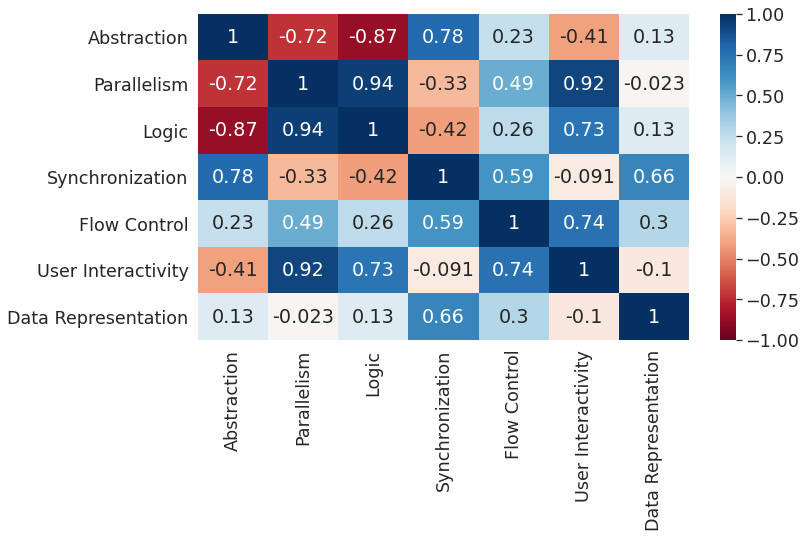 Abstraction 1 -0.72 -0.87 0.78 0.23 -0.41 0.13
Parallelism -0.72 1 0.94 -0.33 0.49 0.92 -0.023
Logic -0.87 0.94 1 -0.42 0.26 0.73 0.13
Synchronization 0.78 -0.33 -0.42 1 0.59 -0.091 0.66
Flow Control 0.23 0.49 0.26 0.59 1 0.74 0.3
User Interactivity -0.41 0.92 0.73 -0.091 0.74 1 -0.1
Data Representation 0.13 -0.023 0.13 0.66 0.3 -0.1 1
Abstraction
Parallelism
Logic
Synchronization
Flow Control
User Interactivity
Data Representation
1.00
0.75
0.50
0.25
0.00
−0.25
−0.50
−0.75
−1.00